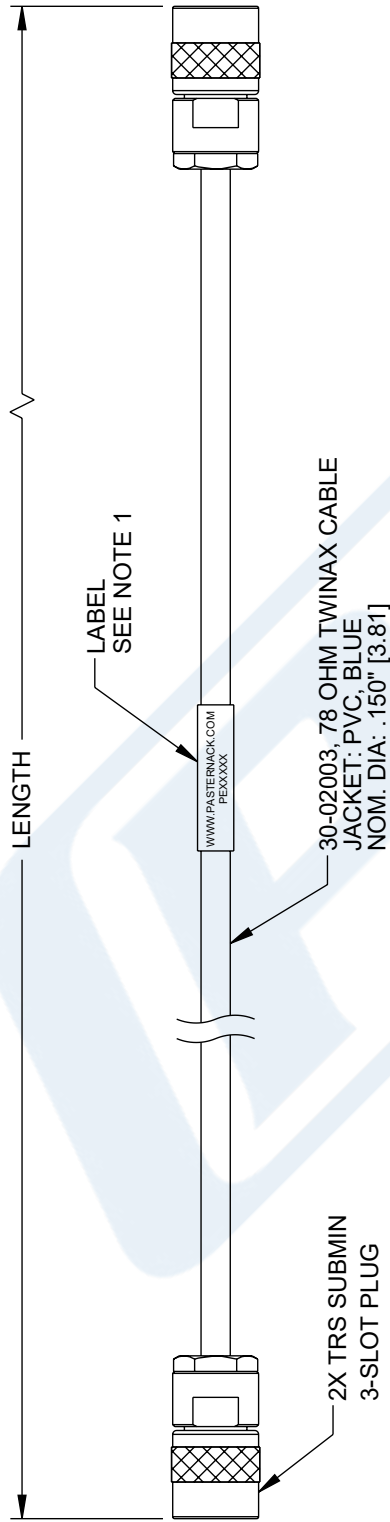 LENGTH
LABEL
SEE NOTE 1
WWW.PASTERNACK.COM
PEXXXXX
30-02003, 78 OHM TWINAX CABLE
JACKET: PVC, BLUE
NOM. DIA: .150" [3.81]
2X TRS SUBMIN
3-SLOT PLUG